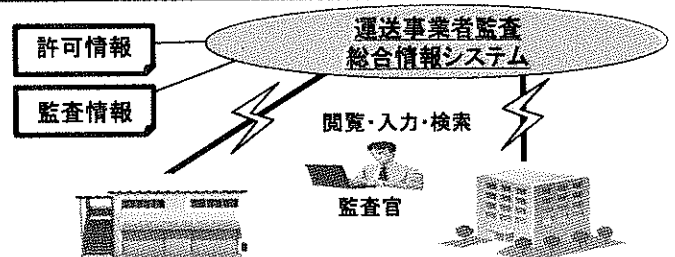 運送事業者監査
総合情報システム
許可情報
監査情報
閲覧・入力・検索
監査官